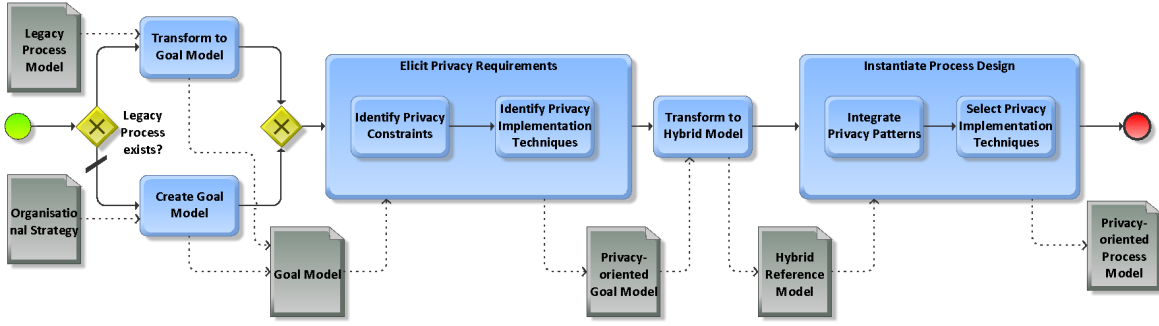 Legacy
Process
Model
Transform to
Goal Model
Legacy
Process
exists?
Organisatio
nal Strategy
Create Goal
Model
Goal Model
Elicit Privacy Requirements
Identify Privacy
Constraints
Identify Privacy
Implementation
Techniques
Privacy-
oriented
Goal Model
Transform to
Hybrid Model
Hybrid
Reference
Model
Instantiate Process Design
Integrate
Privacy Patterns
Select Privacy
Implementation
Techniques
Privacy-
oriented
Process
Model